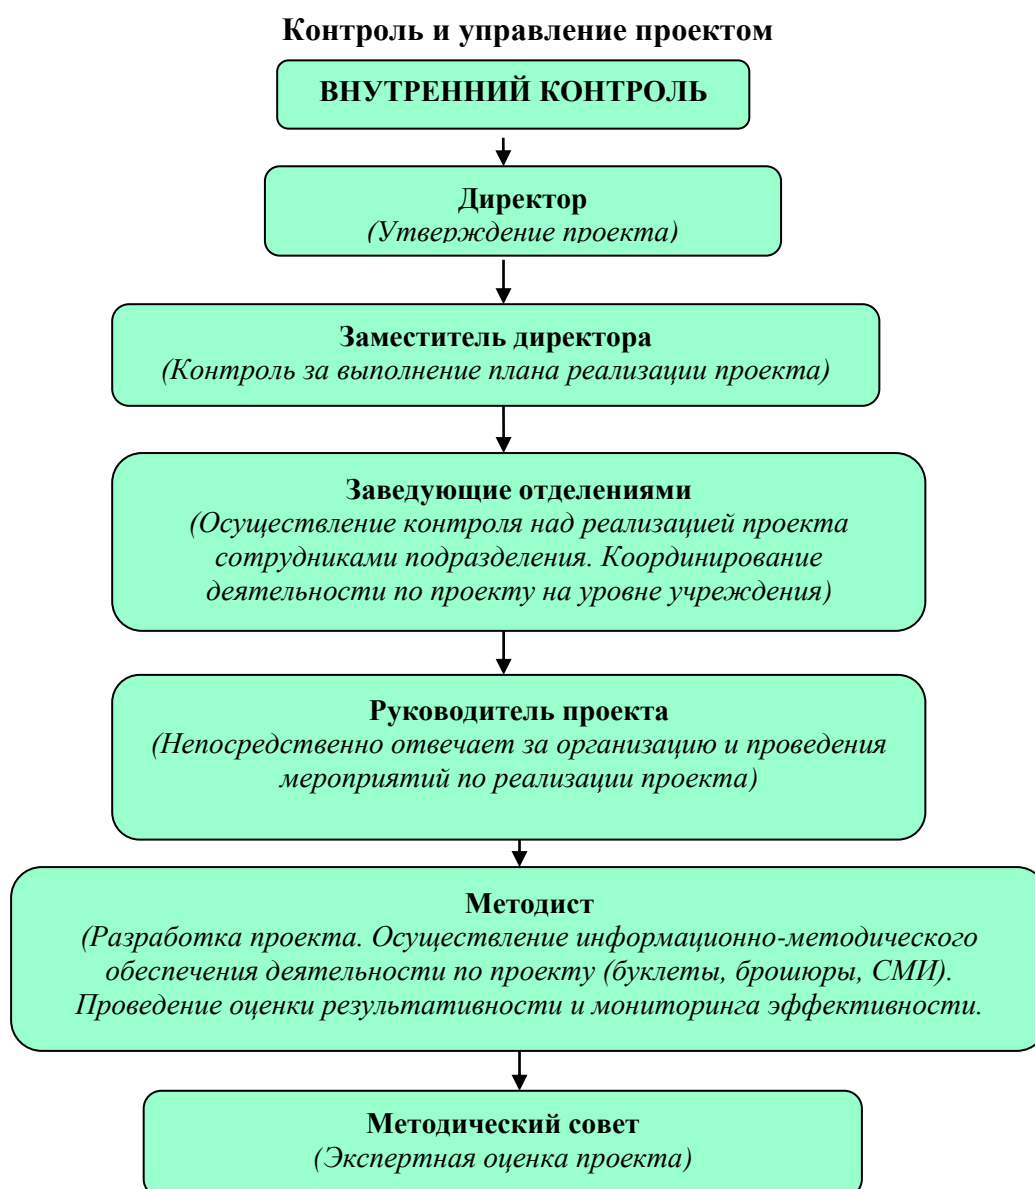 Контроль и управление проектом
ВНУТРЕННИЙ КОНТРОЛЬ
Директор
(Утверждение проекта)
Заместитель директора
(Контроль за выполнение плана реализации проекта)
Заведующие отделениями
(Осуществление контроля над реализацией проекта
сотрудниками подразделения. Координирование
деятельности по проекту на уровне учреждения)
Руководитель проекта
(Непосредственно отвечает за организацию и проведения
мероприятий по реализации проекта)
Методист
(Разработка проекта. Осуществление информационно-методического
обеспечения деятельности по проекту (буклеты, брошюры, СМИ).
Проведение оценки результативности и мониторинга эффективности.
Методический совет
(Экспертная оценка проекта)